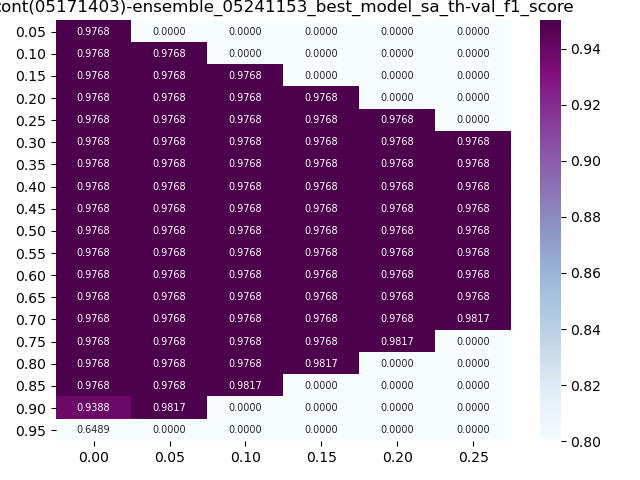 cont(05171403)-ensemble_05241153_best_model_sa_th-val_f1_score
0.05 0.9768 0.0000 0.0000 0.0000 0.0000 0.0000
0.10 0.9768 0.9768 0.0000 0.0000 0.0000 0.0000
0.15 0.9768 0.9768 0.9768 0.0000 0.0000 0.0000
0.20 0.9768 0.9768 0.9768 0.9768 0.0000 0.0000
0.25 0.9768 0.9768 0.9768 0.9768 0.9768 0.0000
0.30 0.9768 0.9768 0.9768 0.9768 0.9768 0.9768
0.35 0.9768 0.9768 0.9768 0.9768 0.9768 0.9768
0.40 0.9768 0.9768 0.9768 0.9768 0.9768 0.9768
0.45 0.9768 0.9768 0.9768 0.9768 0.9768 0.9768
0.50 0.9768 0.9768 0.9768 0.9768 0.9768 0.9768
0.55 0.9768 0.9768 0.9768 0.9768 0.9768 0.9768
0.60 0.9768 0.9768 0.9768 0.9768 0.9768 0.9768
0.65 0.9768 0.9768 0.9768 0.9768 0.9768 0.9768
0.70 0.9768 0.9768 0.9768 0.9768 0.9768 0.9817
0.75 0.9768 0.9768 0.9768 0.9768 0.9817 0.0000
0.80 0.9768 0.9768 0.9768 0.9817 0.0000 0.0000
0.85 0.9768 0.9768 0.9817 0.0000 0.0000 0.0000
0.90 0.9388 0.9817 0.0000 0.0000 0.0000 0.0000
0.95 0.6489 0.0000 0.0000 0.0000 0.0000 0.0000
0.00 0.05 0.10 0.15 0.20 0.25
0.94
0.92
0.90
0.88
0.86
0.84
0.82
0.80